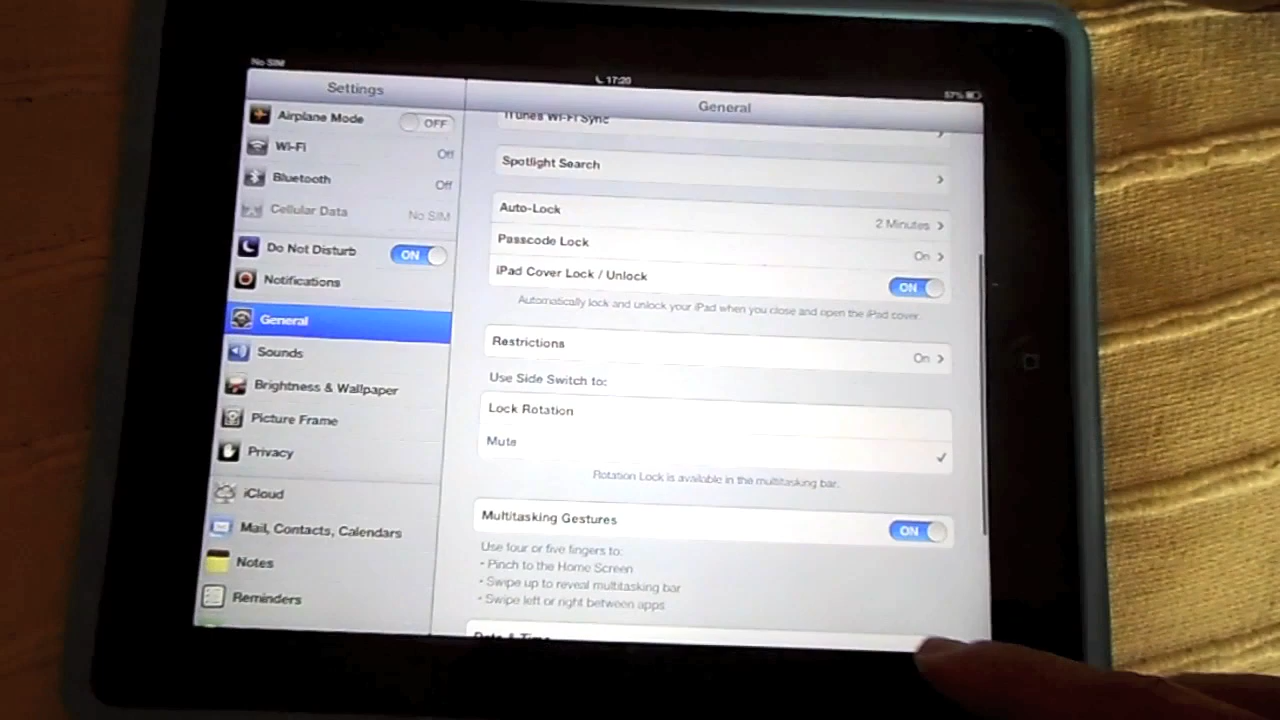 No SIM
17:20
57%
Settings
Airplane Mode
OFF
Wi-Fi
Off
Bluetooth
Off
Cellular Data
No SIM
Do Not Disturb
ON
Notifications
General
Sounds
Brightness & Wallpaper
Picture Frame
Privacy
iCloud
Mail, Contacts, Calendars
Notes
Reminders
General
iTunes Wi-Fi Sync
Spotlight Search
Auto-Lock
2 Minutes
Passcode Lock
On
iPad Cover Lock / Unlock
ON
Automatically lock and unlock your iPad when you close and open the iPad cover.
Restrictions
On
Use Side Switch to:
Lock Rotation
Mute
Rotation Lock is available in the multitasking bar.
Multitasking Gestures
ON
Use four or five fingers to:
• Pinch to the Home Screen
• Swipe up to reveal multitasking bar
• Swipe left or right between apps
Date & Time